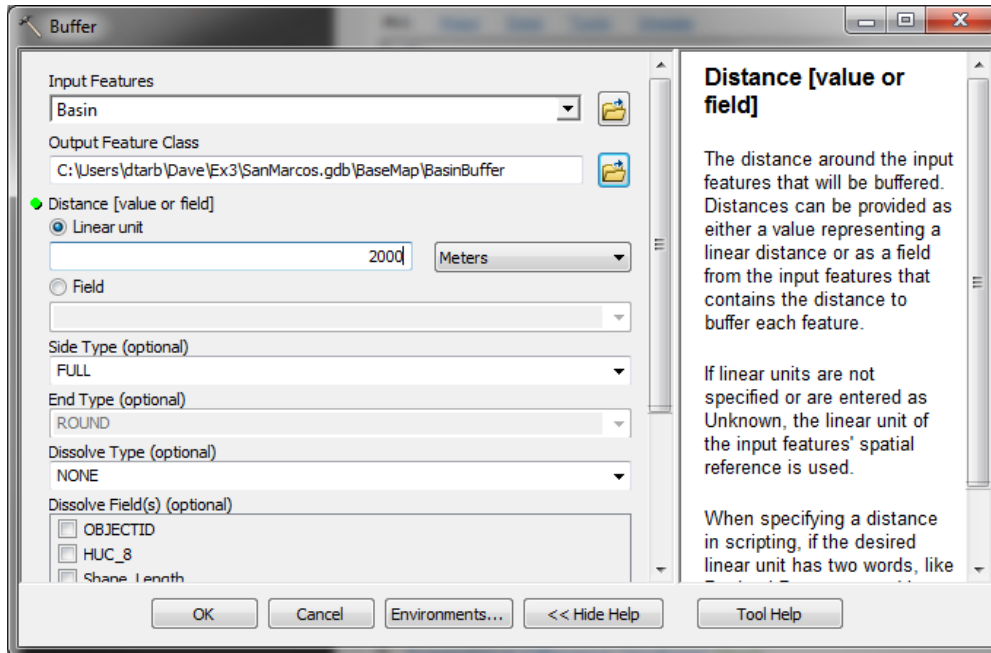 Buffer
Input Features
Basin
Output Feature Class
C:\Users\dtarb\Dave\Ex3\SanMarcos.gdb\BaseMap\BasinBuffer
Distance [value or field]
Linear unit
2000 Meters
Field
Side Type (optional)
FULL
End Type (optional)
ROUND
Dissolve Type (optional)
NONE
Dissolve Field(s) (optional)
OBJECTID
HUC_8
Shape_Length
Distance [value or
field]
The distance around the input
features that will be buffered.
Distances can be provided as
either a value representing a
linear distance or as a field
from the input features that
contains the distance to
buffer each feature.
If linear units are not
specified or are entered as
Unknown, the linear unit of
the input features' spatial
reference is used.
When specifying a distance
in scripting, if the desired
linear unit has two words, like
OK Cancel Environments... << Hide Help Tool Help